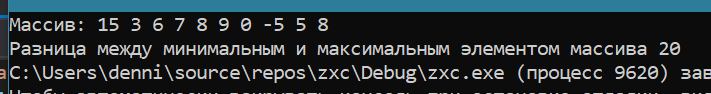 Массив: 15 3 6 7 8 9 0 -5 5 8
Разница между минимальным и максимальным элементом массива 20
C:\Users\denni\source\repos\zxc\Debug\zxc.exe (процесс 9620) зав